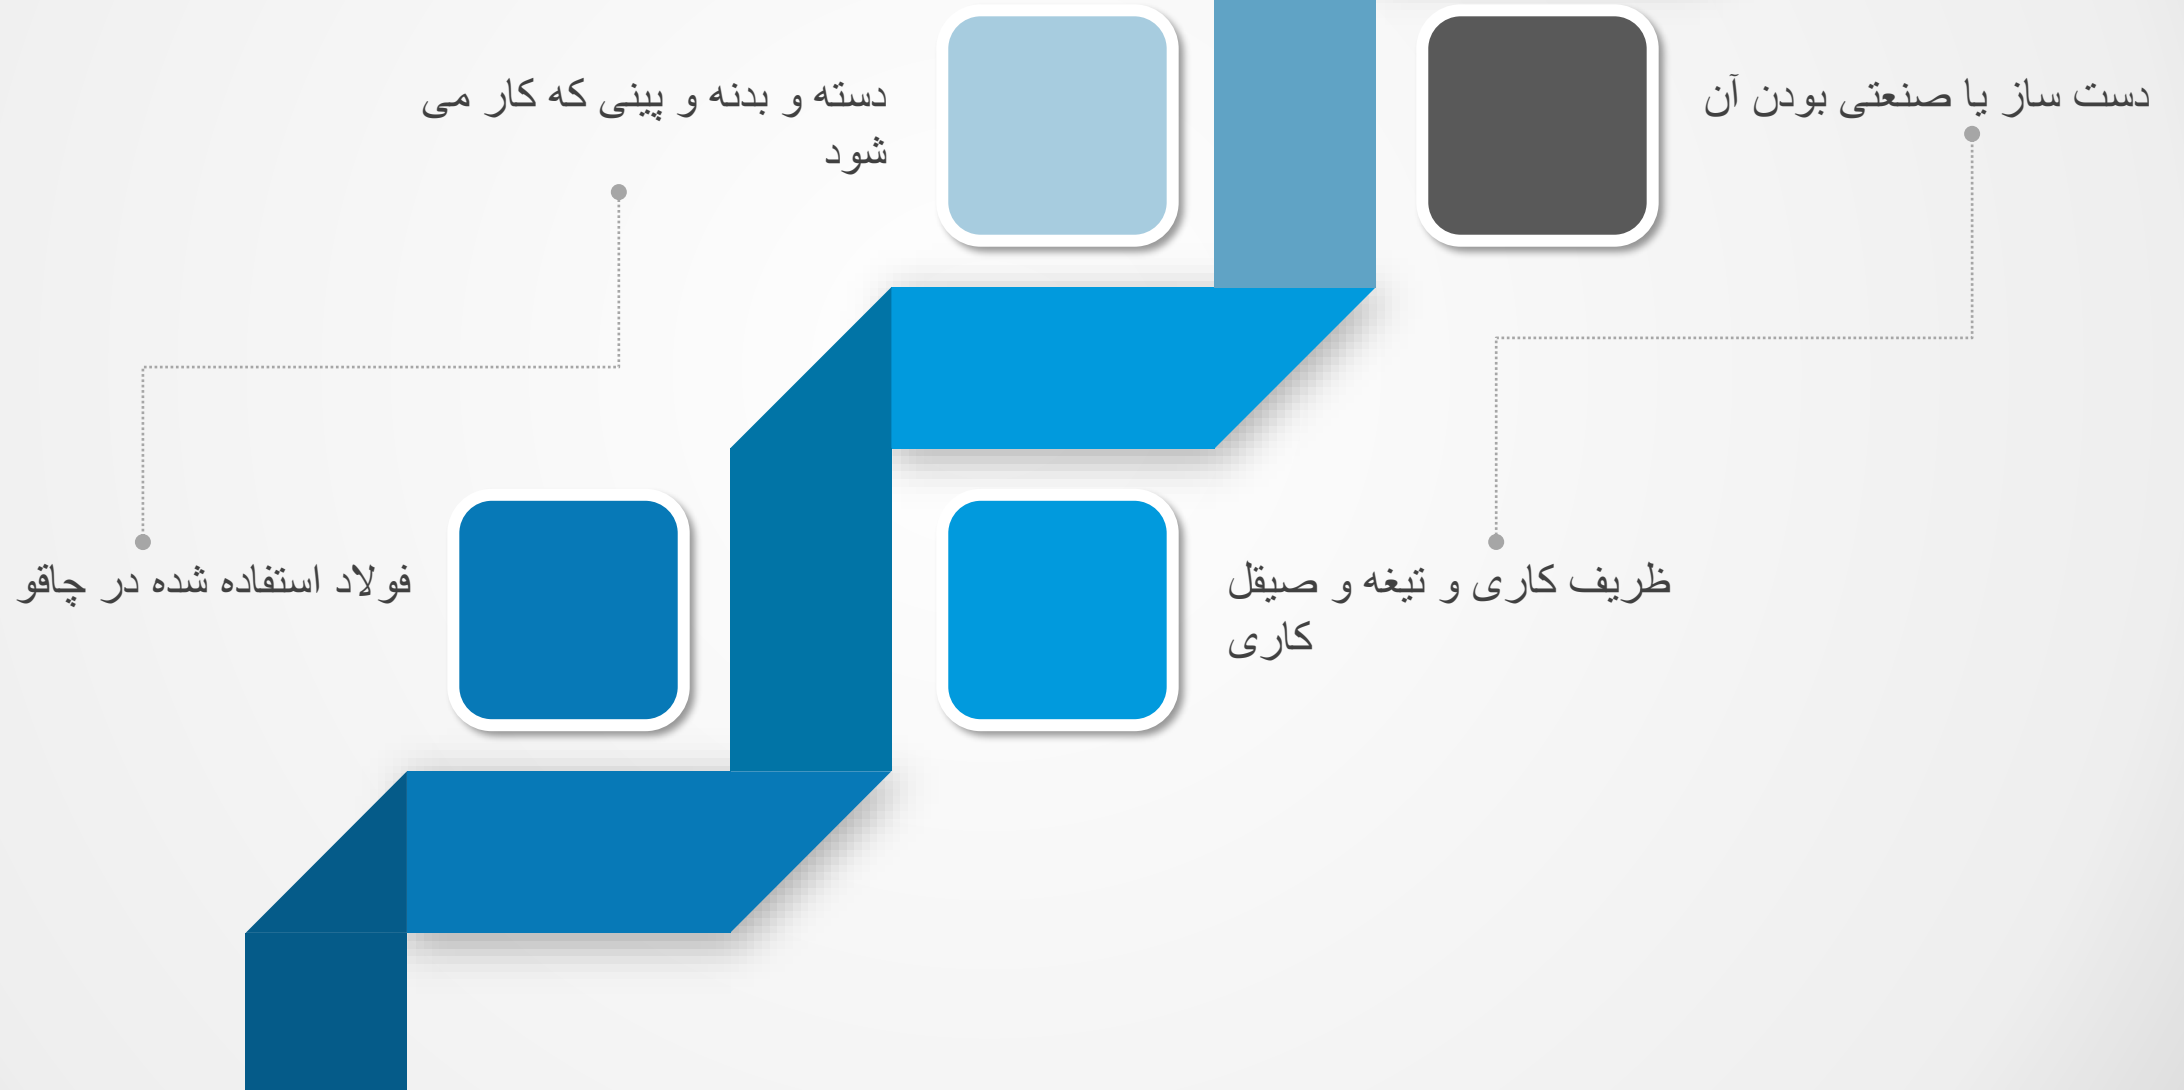 دست ساز یا صنعتی بودن آن
دسته و بدنه و پینی که کار می
شود
ظریف کاری و تیغه و صیقل
کاری
فولاد استفاده شده در چاقو